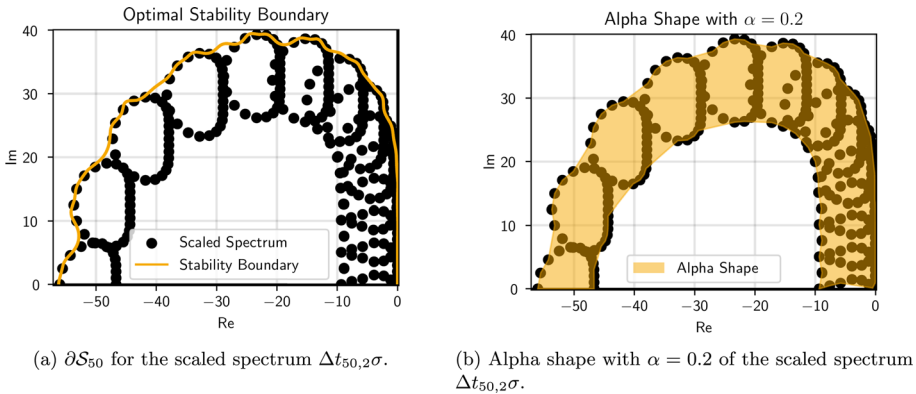 Optimal Stability Boundary
40
30
20
10
0
Im
−50
−40
−30
−20
−10
0
Re
Scaled Spectrum
Stability Boundary
(a) ∂𝒮₅₀ for the scaled spectrum Δt₅₀,₂σ.
Alpha Shape with α = 0.2
40
30
20
10
0
Im
−50
−40
−30
−20
−10
0
Re
Alpha Shape
(b) Alpha shape with α = 0.2 of the scaled spectrum
Δt₅₀,₂σ.